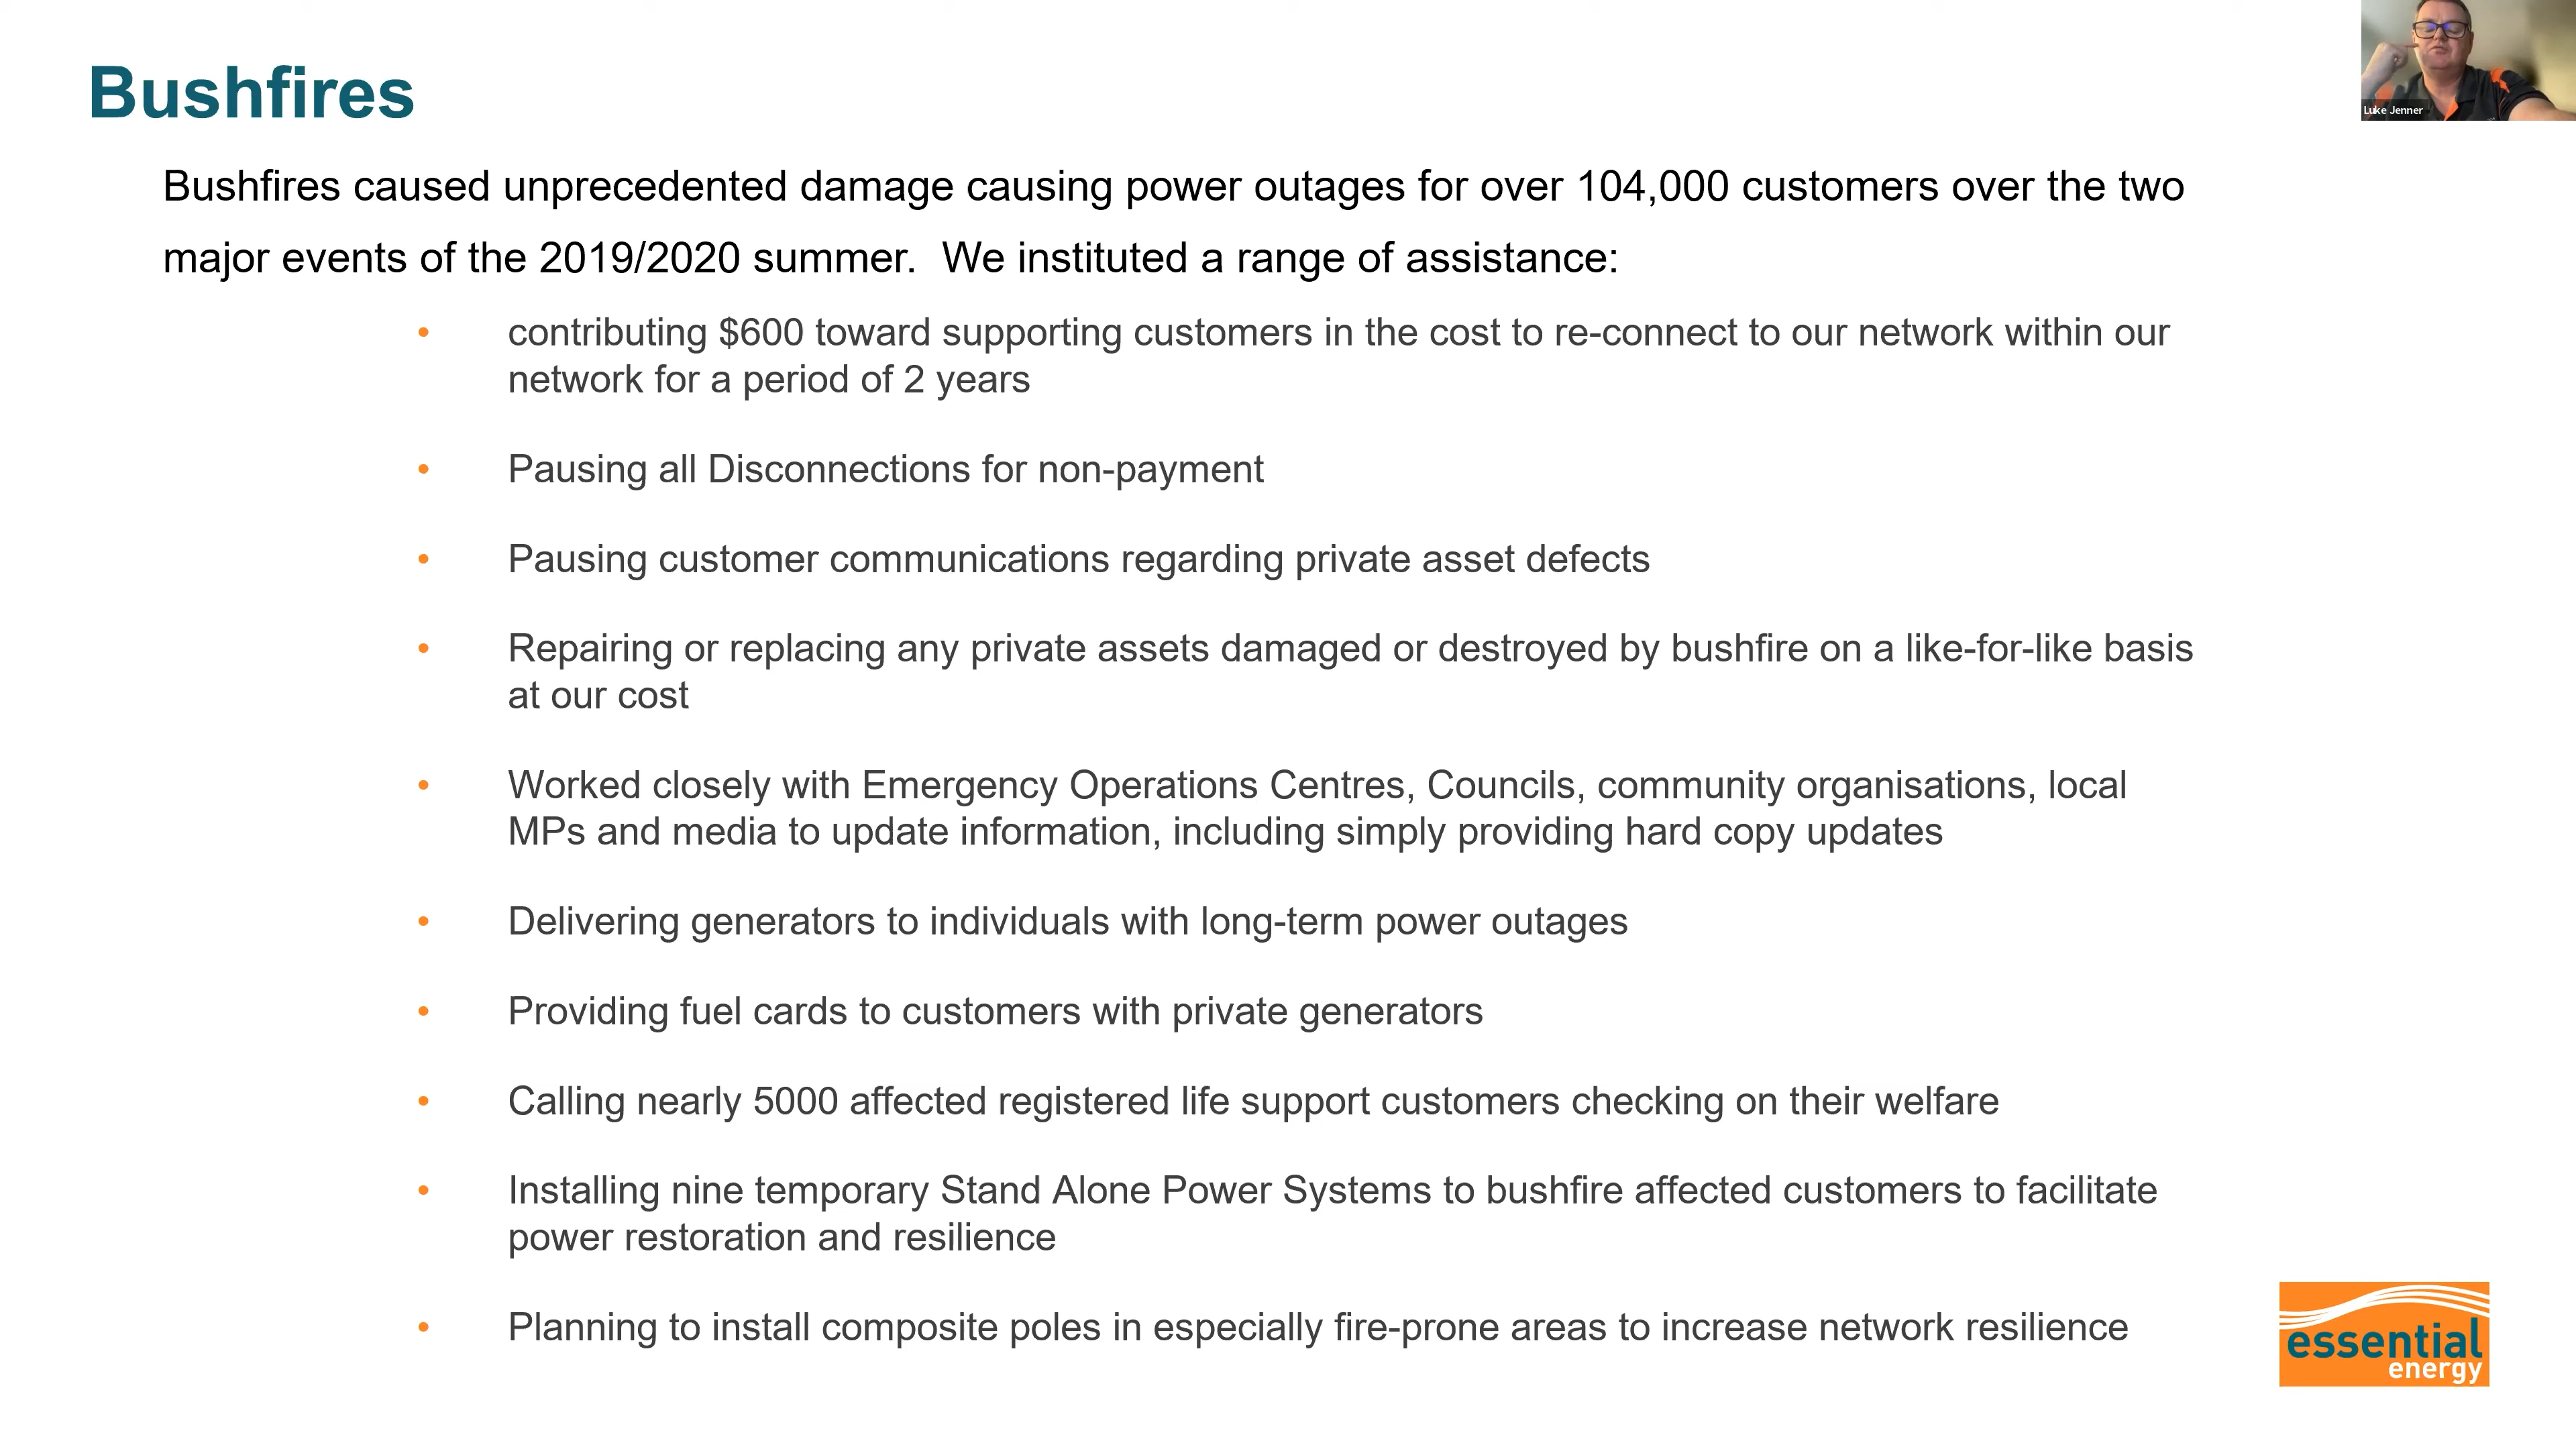 Bushfires
Luke Jenner
Bushfires caused unprecedented damage causing power outages for over 104,000 customers over the two
major events of the 2019/2020 summer.  We instituted a range of assistance:
• contributing $600 toward supporting customers in the cost to re-connect to our network within our
network for a period of 2 years
• Pausing all Disconnections for non-payment
• Pausing customer communications regarding private asset defects
• Repairing or replacing any private assets damaged or destroyed by bushfire on a like-for-like basis
at our cost
• Worked closely with Emergency Operations Centres, Councils, community organisations, local
MPs and media to update information, including simply providing hard copy updates
• Delivering generators to individuals with long-term power outages
• Providing fuel cards to customers with private generators
• Calling nearly 5000 affected registered life support customers checking on their welfare
• Installing nine temporary Stand Alone Power Systems to bushfire affected customers to facilitate
power restoration and resilience
• Planning to install composite poles in especially fire-prone areas to increase network resilience
essential
energy